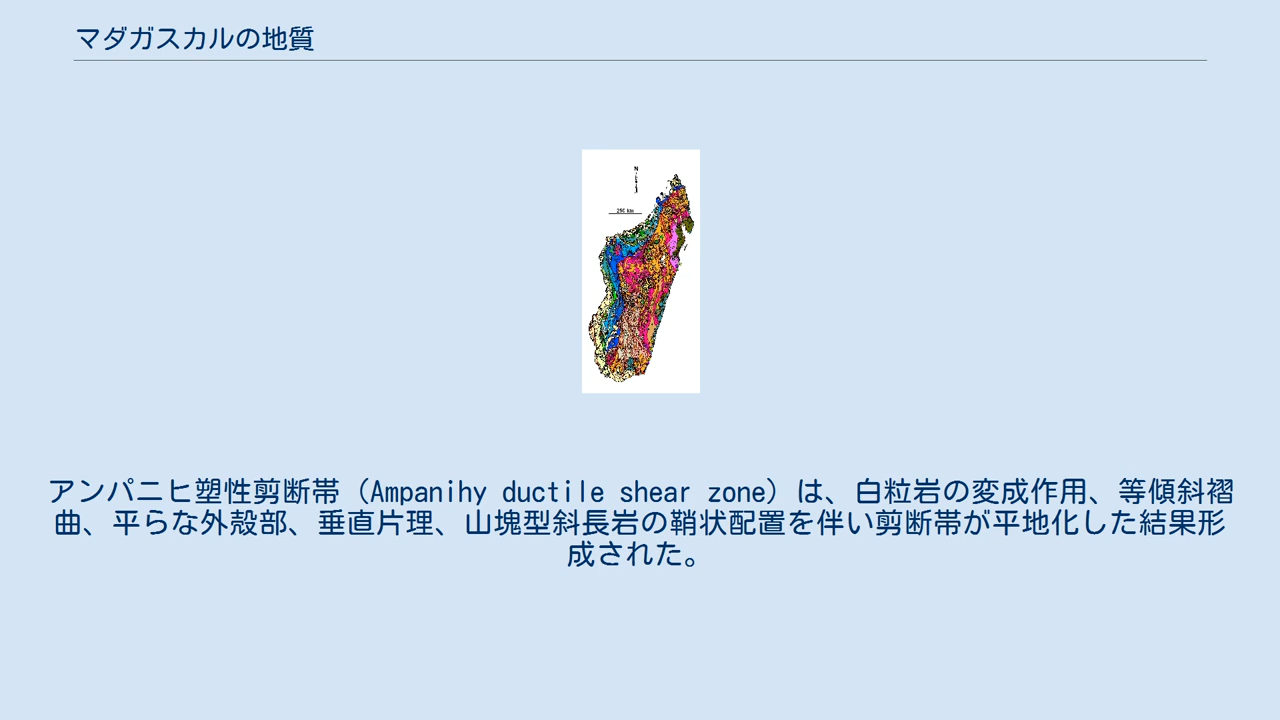 マダガスカルの地質
N
250 km
アンパニヒ塑性剪断帯（Ampanihy ductile shear zone）は、白粒岩の変成作用、等傾斜褶
曲、平らな外殻部、垂直片理、山塊型斜長岩の鞘状配置を伴い剪断帯が平地化した結果形
成された。